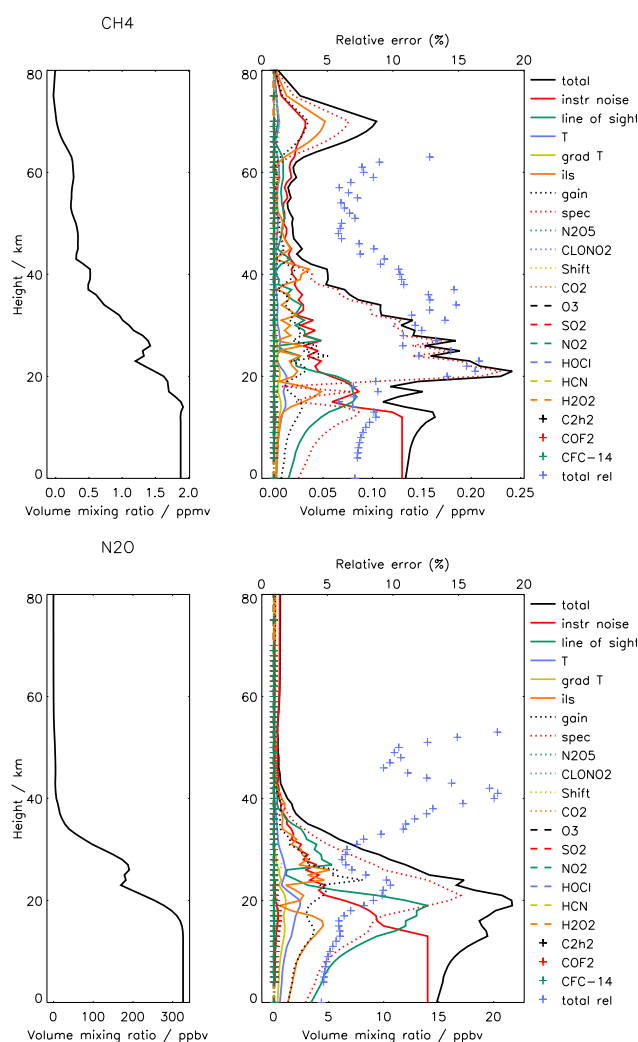 CH4
Relative error (%)
0 5 10 15 20
80
60
40
20
0
Height / km
0.0 0.5 1.0 1.5 2.0
Volume mixing ratio / ppmv
80
60
40
20
0
0.00 0.05 0.10 0.15 0.20 0.25
Volume mixing ratio / ppmv
total
instr noise
line of sight
T
grad T
ils
gain
spec
N2O5
CLONO2
Shift
CO2
O3
SO2
NO2
HOCl
HCN
H2O2
C2h2
COF2
CFC-14
total rel
N2O
Relative error (%)
0 5 10 15 20
80
60
40
20
0
Height / km
0 100 200 300
Volume mixing ratio / ppbv
80
60
40
20
0
0 5 10 15 20
Volume mixing ratio / ppbv
total
instr noise
line of sight
T
grad T
ils
gain
spec
N2O5
CLONO2
Shift
CO2
O3
SO2
NO2
HOCl
HCN
H2O2
C2h2
COF2
CFC-14
total rel